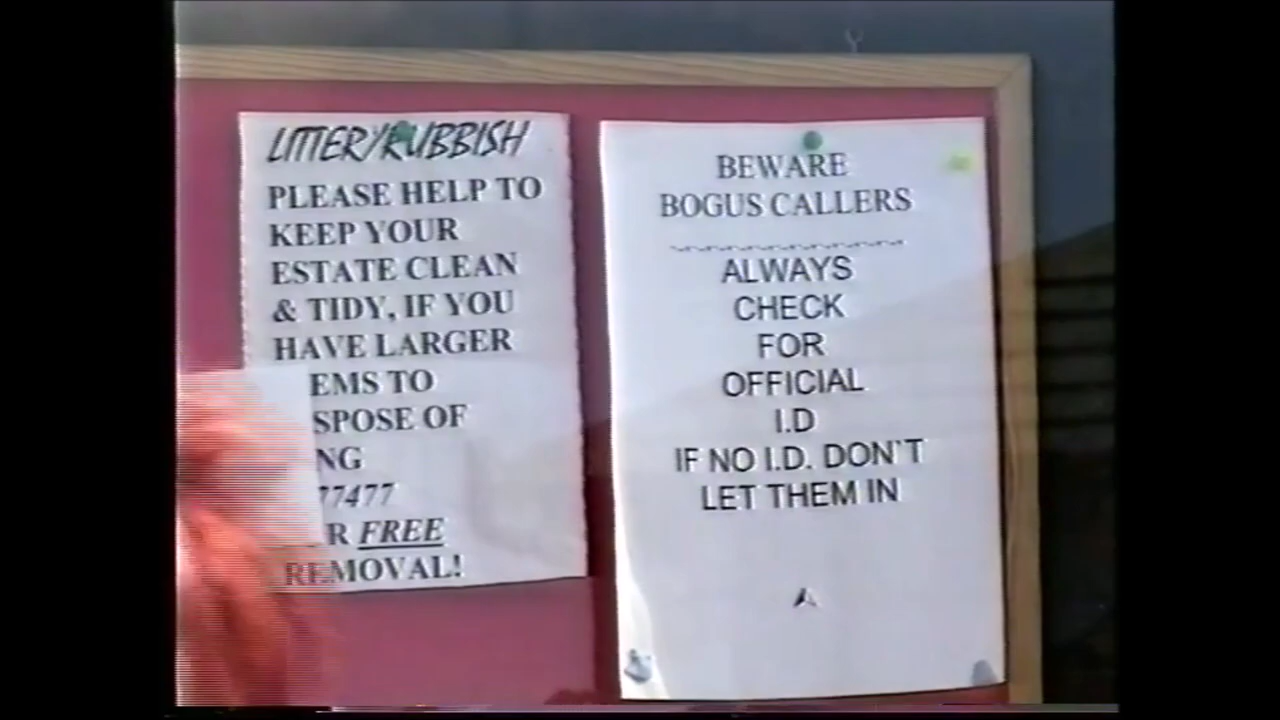 LITTER/RUBBISH
PLEASE HELP TO
KEEP YOUR
ESTATE CLEAN
& TIDY, IF YOU
HAVE LARGER
EMS TO
SPOSE OF
NG
77477
R FREE
REMOVAL!
BEWARE
BOGUS CALLERS
ALWAYS
CHECK
FOR
OFFICIAL
I.D
IF NO I.D. DON'T
LET THEM IN